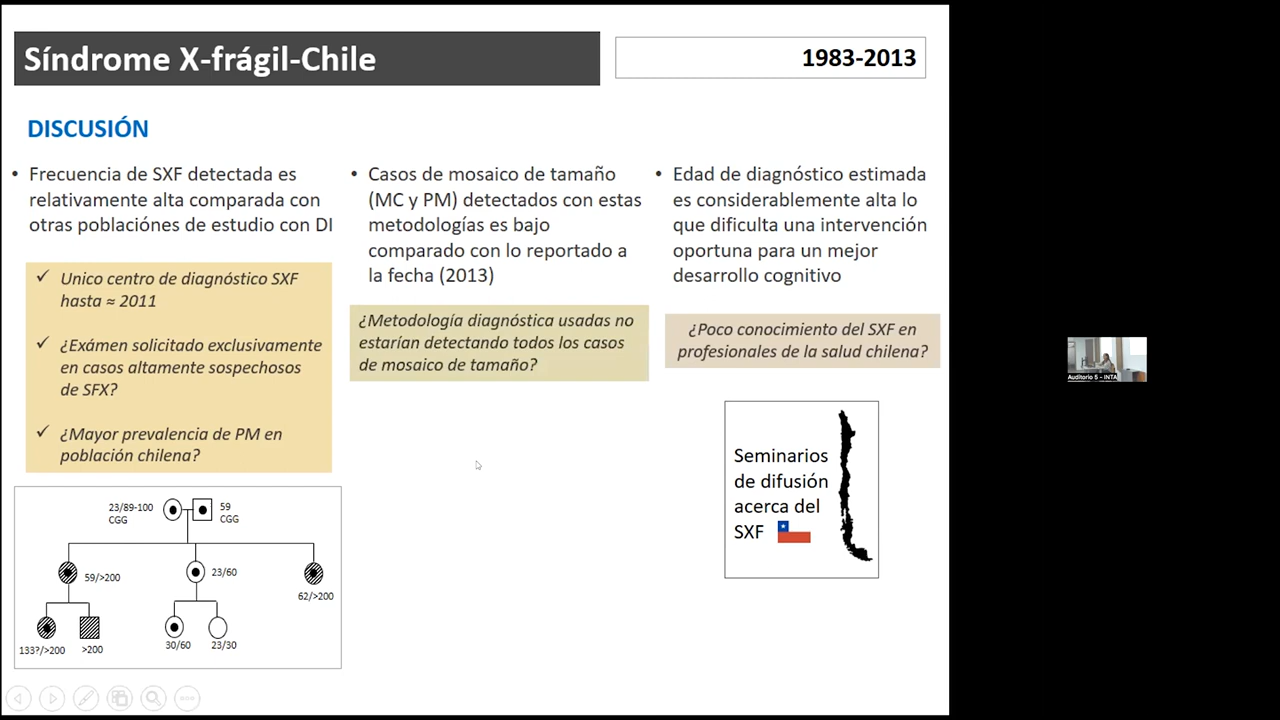 Síndrome X-frágil-Chile
1983-2013
DISCUSIÓN
• Frecuencia de SXF detectada es
relativamente alta comparada con
otras poblaciónes de estudio con DI
✓ Unico centro de diagnóstico SXF
hasta ≈ 2011
✓ ¿Exámen solicitado exclusivamente
en casos altamente sospechosos
de SFX?
✓ ¿Mayor prevalencia de PM en
población chilena?
23/89-100
CGG
59
CGG
59/>200
23/60
62/>200
133?/>200
>200
30/60
23/30
• Casos de mosaico de tamaño
(MC y PM) detectados con estas
metodologías es bajo
comparado con lo reportado a
la fecha (2013)
¿Metodología diagnóstica usadas no
estarían detectando todos los casos
de mosaico de tamaño?
• Edad de diagnóstico estimada
es considerablemente alta lo
que dificulta una intervención
oportuna para un mejor
desarrollo cognitivo
¿Poco conocimiento del SXF en
profesionales de la salud chilena?
Seminarios
de difusión
acerca del
SXF
Auditorio 5 - INTA